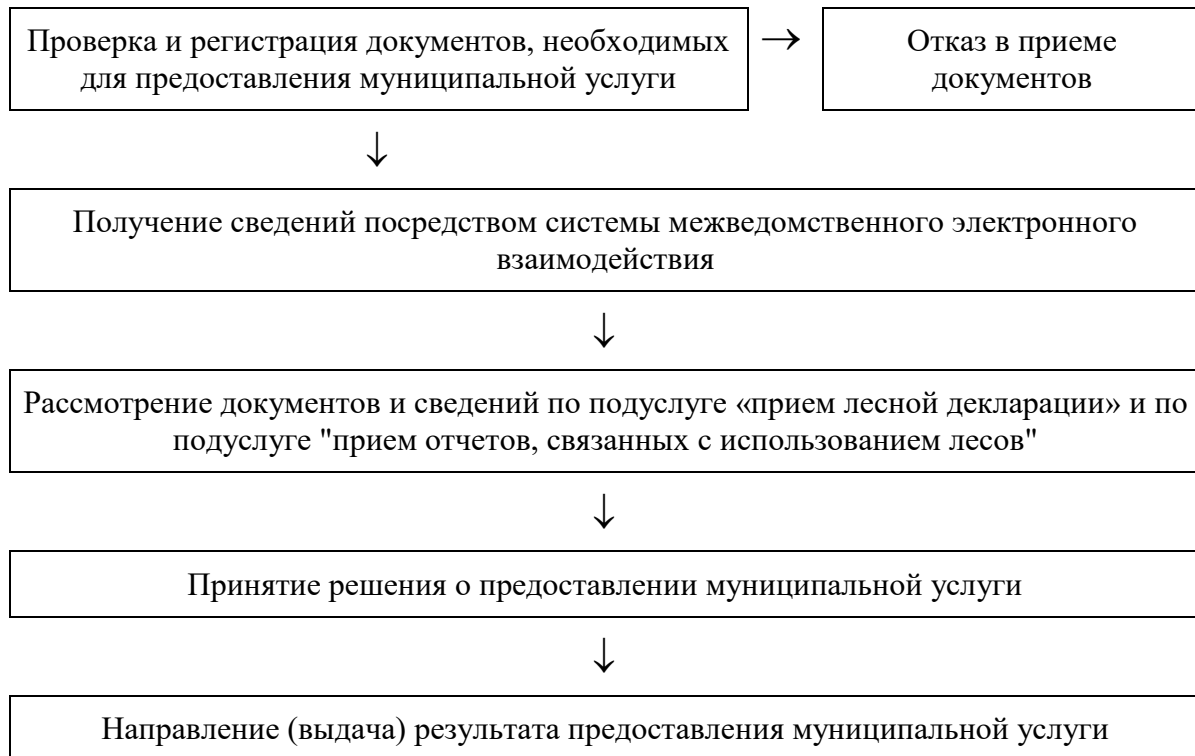 Проверка и регистрация документов, необходимых
для предоставления муниципальной услуги
→
Отказ в приеме
документов
↓
Получение сведений посредством системы межведомственного электронного
взаимодействия
↓
Рассмотрение документов и сведений по подуслуге «прием лесной декларации» и по
подуслуге "прием отчетов, связанных с использованием лесов"
↓
Принятие решения о предоставлении муниципальной услуги
↓
Направление (выдача) результата предоставления муниципальной услуги